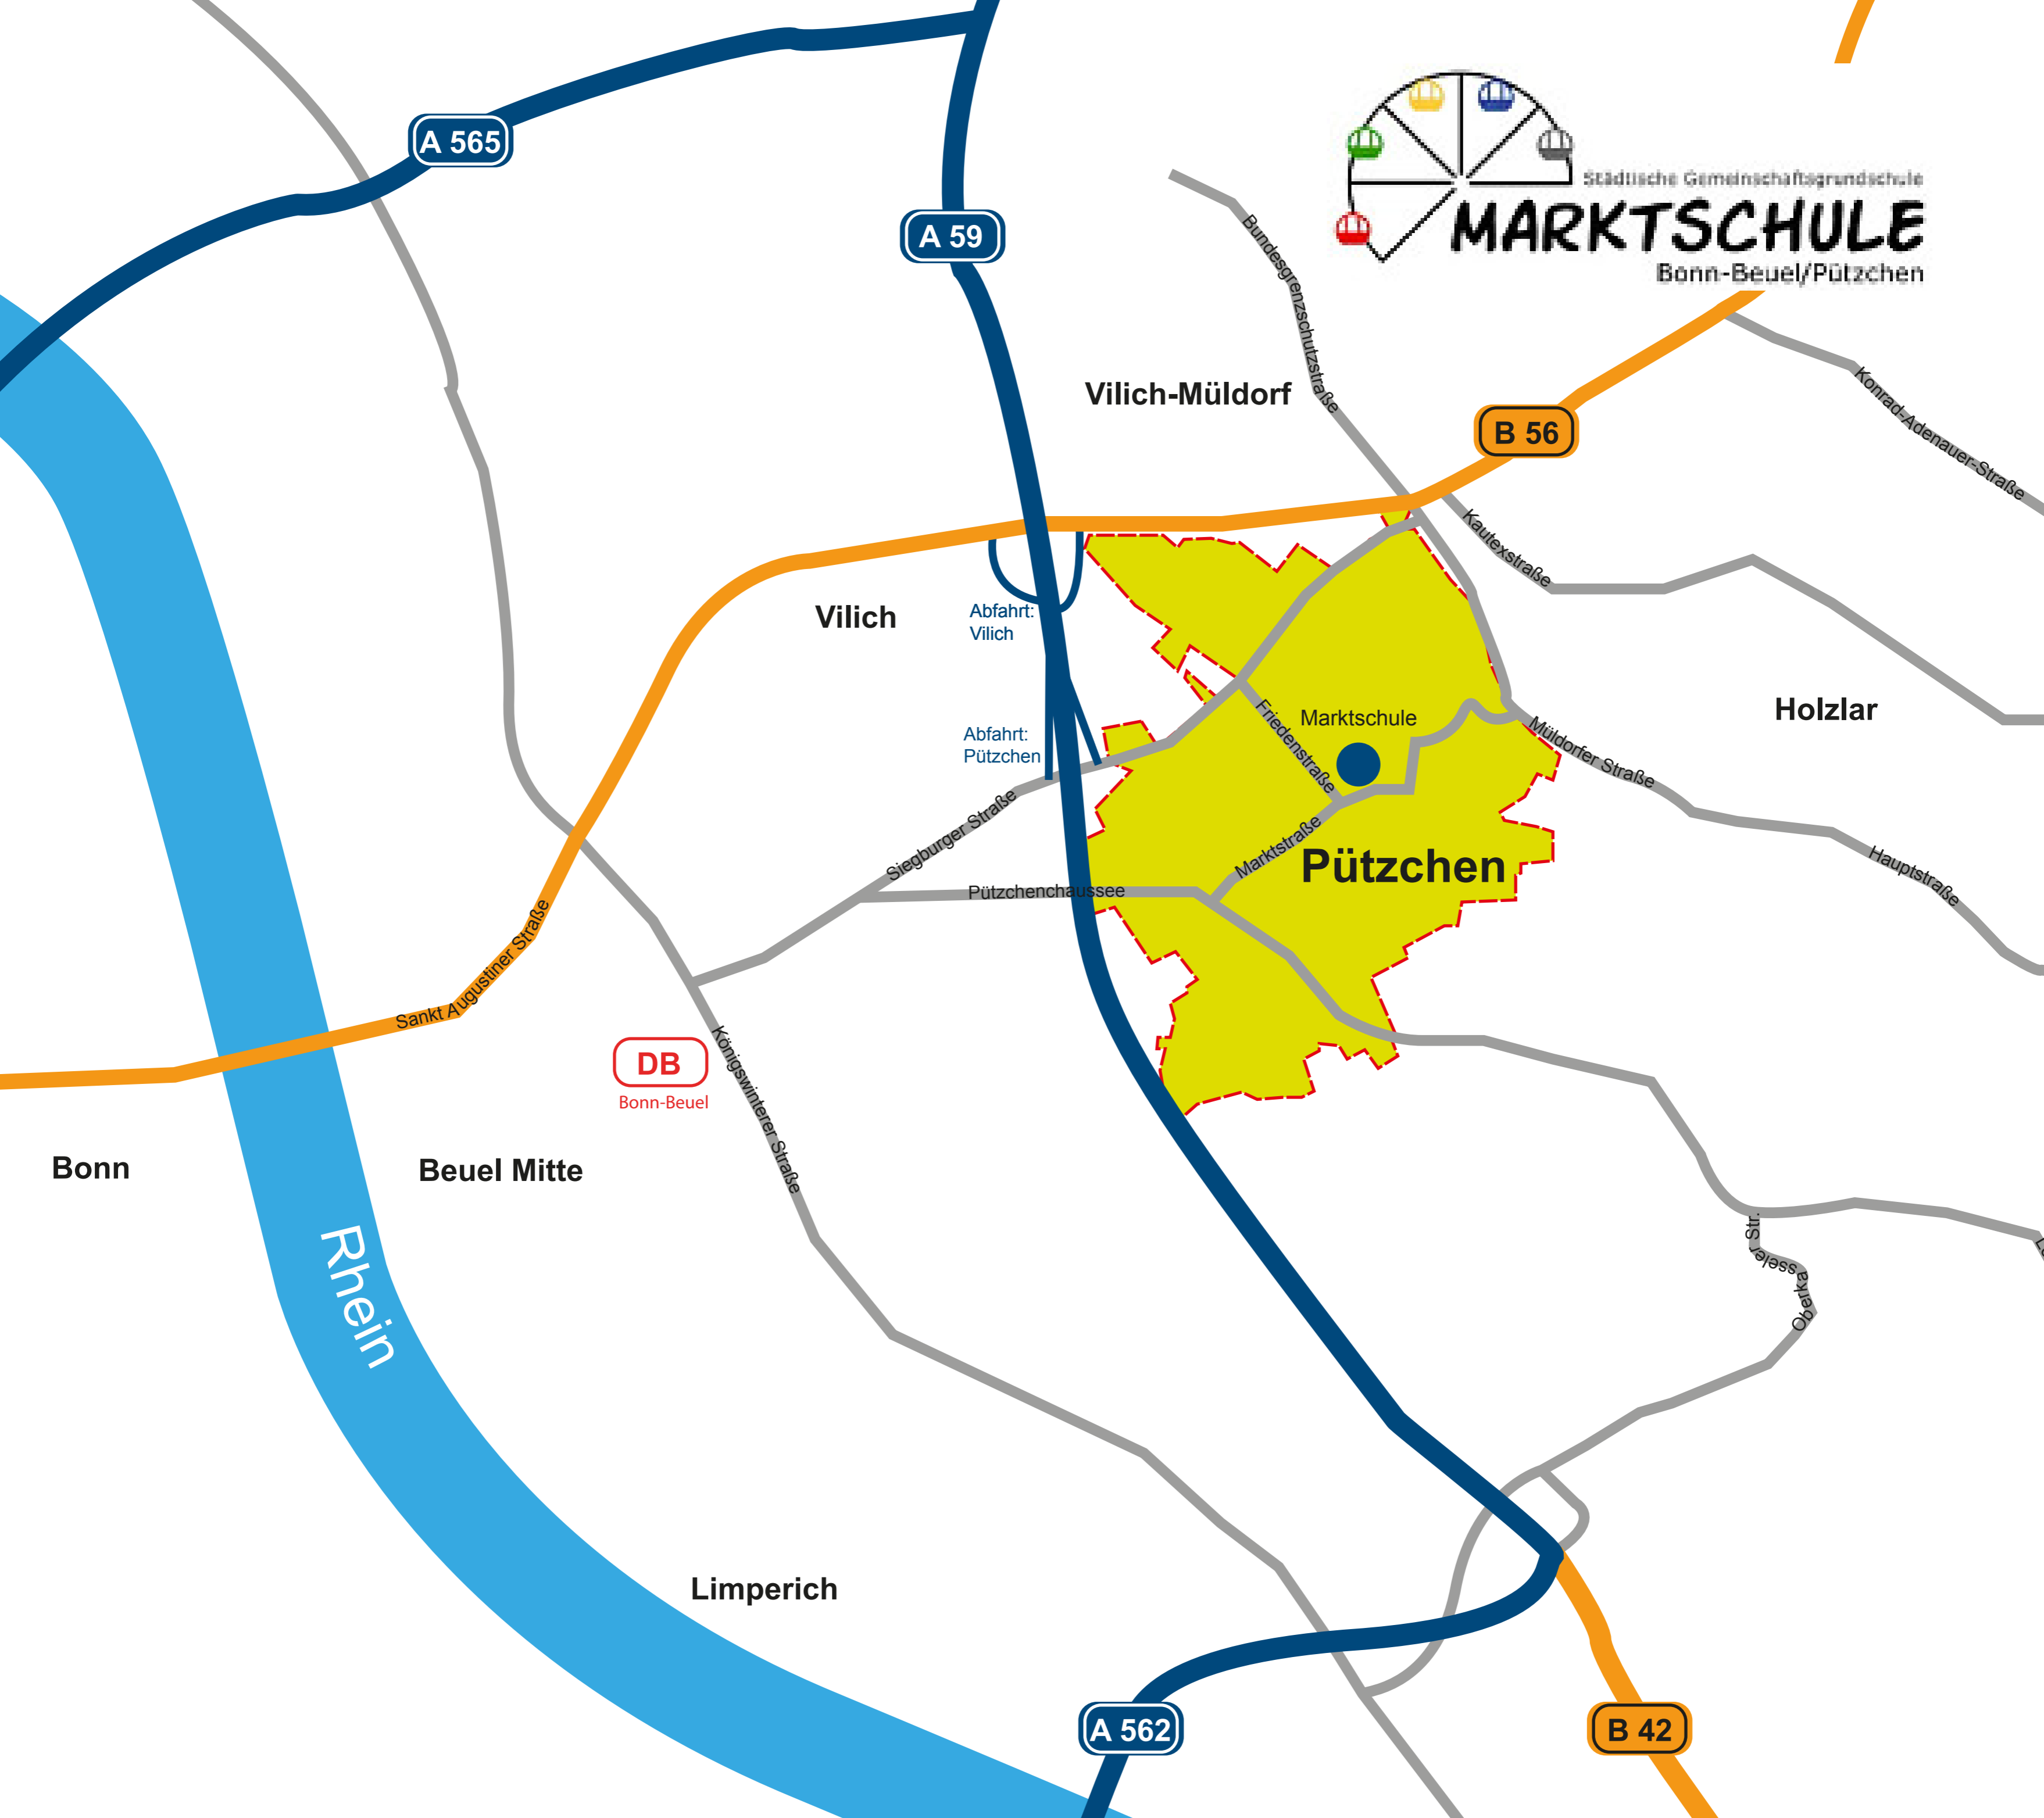 A 565
A 59
Städtische Gemeinschaftsgrundschule
MARKTSCHULE
Bonn-Beuel/Pützchen
Bundesgrenzschutzstraße
Vilich-Müldorf
B 56
Konrad-Adenauer-Straße
Kautexstraße
Abfahrt:
Vilich
Vilich
Holzlar
Friedenstraße
Marktschule
Müldorfer Straße
Abfahrt:
Pützchen
Siegburger Straße
Marktstraße
Pützchen
Hauptstraße
Pützchenchaussee
Sankt Augustiner Straße
DB
Bonn-Beuel
Königswinterer Straße
Bonn
Beuel Mitte
Rhein
Oberkasseler Str.
Limperich
A 562
B 42